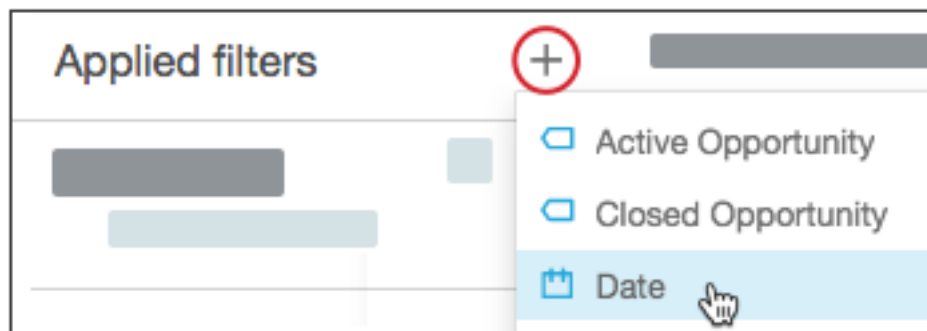 Applied filters
Active Opportunity
Closed Opportunity
Date